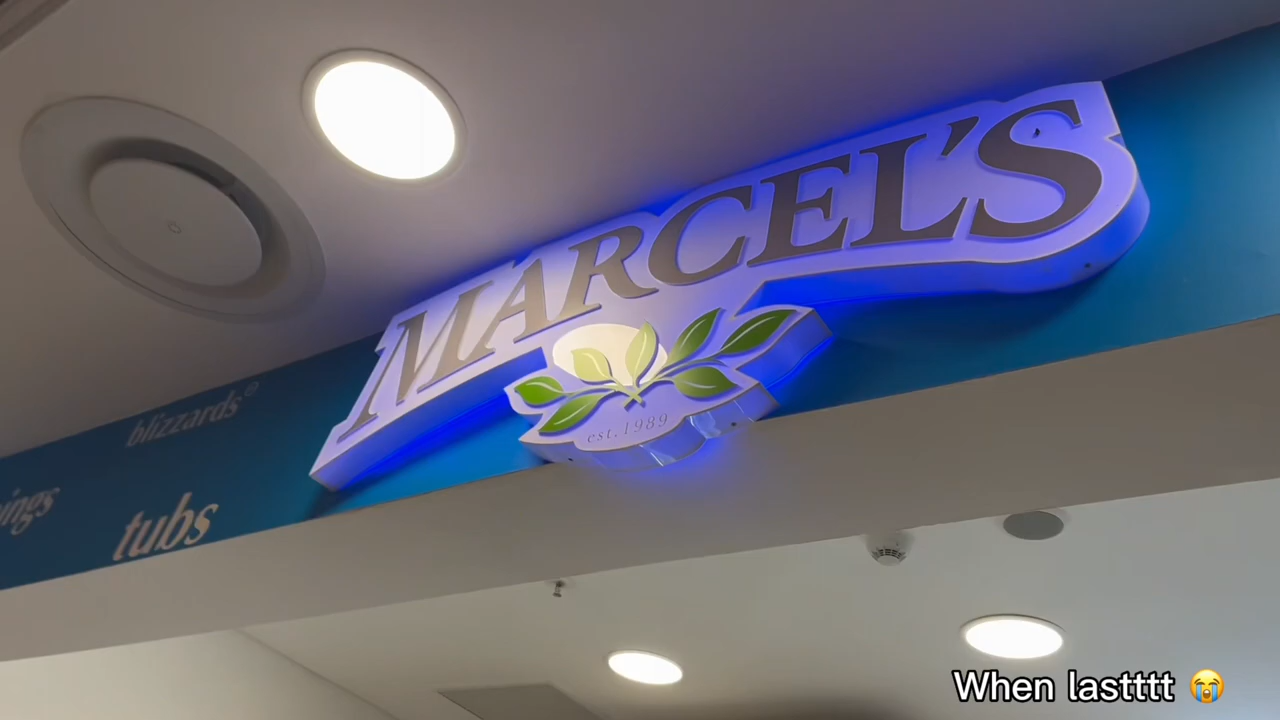 MARCEL'S
est. 1989
blizzards®
tubs
When lastttt 😭